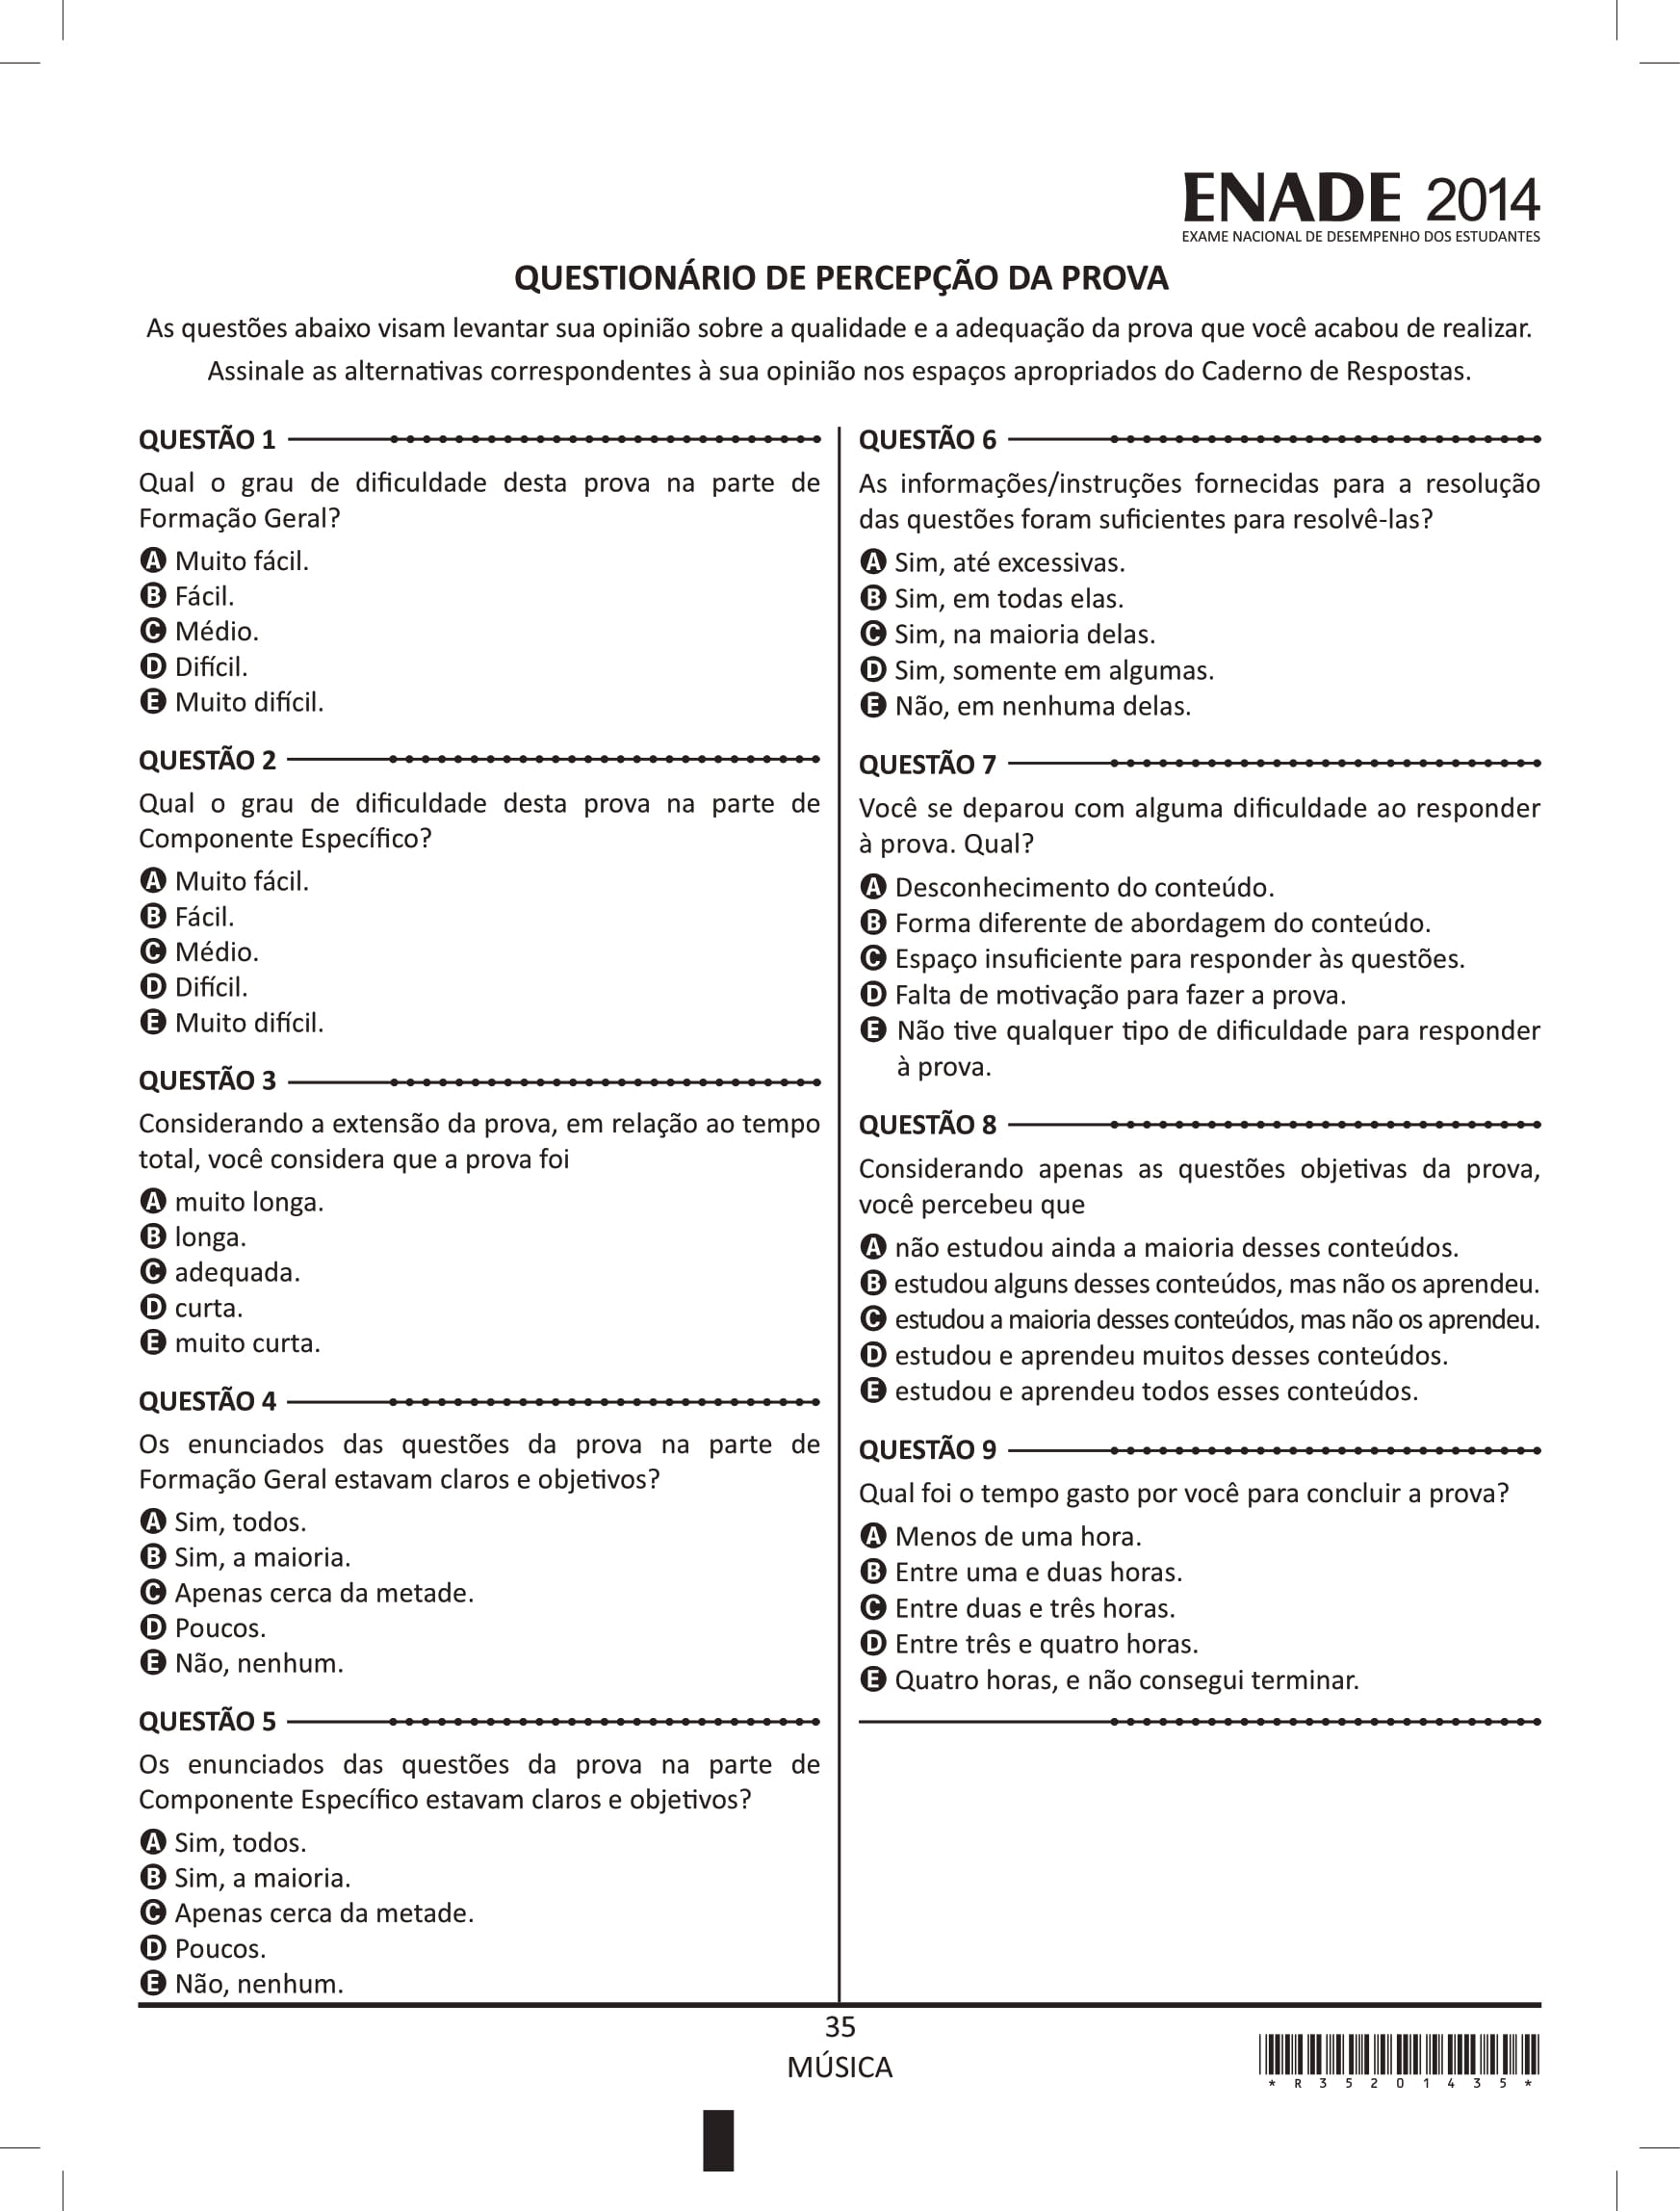 ENADE 2014
EXAME NACIONAL DE DESEMPENHO DOS ESTUDANTES
QUESTIONÁRIO DE PERCEPÇÃO DA PROVA
As questões abaixo visam levantar sua opinião sobre a qualidade e a adequação da prova que você acabou de realizar.
Assinale as alternativas correspondentes à sua opinião nos espaços apropriados do Caderno de Respostas.
QUESTÃO 1
Qual o grau de dificuldade desta prova na parte de
Formação Geral?
A Muito fácil.
B Fácil.
C Médio.
D Difícil.
E Muito difícil.
QUESTÃO 2
Qual o grau de dificuldade desta prova na parte de
Componente Específico?
A Muito fácil.
B Fácil.
C Médio.
D Difícil.
E Muito difícil.
QUESTÃO 3
Considerando a extensão da prova, em relação ao tempo
total, você considera que a prova foi
A muito longa.
B longa.
C adequada.
D curta.
E muito curta.
QUESTÃO 4
Os enunciados das questões da prova na parte de
Formação Geral estavam claros e objetivos?
A Sim, todos.
B Sim, a maioria.
C Apenas cerca da metade.
D Poucos.
E Não, nenhum.
QUESTÃO 5
Os enunciados das questões da prova na parte de
Componente Específico estavam claros e objetivos?
A Sim, todos.
B Sim, a maioria.
C Apenas cerca da metade.
D Poucos.
E Não, nenhum.
QUESTÃO 6
As informações/instruções fornecidas para a resolução
das questões foram suficientes para resolvê-las?
A Sim, até excessivas.
B Sim, em todas elas.
C Sim, na maioria delas.
D Sim, somente em algumas.
E Não, em nenhuma delas.
QUESTÃO 7
Você se deparou com alguma dificuldade ao responder
à prova. Qual?
A Desconhecimento do conteúdo.
B Forma diferente de abordagem do conteúdo.
C Espaço insuficiente para responder às questões.
D Falta de motivação para fazer a prova.
E Não tive qualquer tipo de dificuldade para responder
à prova.
QUESTÃO 8
Considerando apenas as questões objetivas da prova,
você percebeu que
A não estudou ainda a maioria desses conteúdos.
B estudou alguns desses conteúdos, mas não os aprendeu.
C estudou a maioria desses conteúdos, mas não os aprendeu.
D estudou e aprendeu muitos desses conteúdos.
E estudou e aprendeu todos esses conteúdos.
QUESTÃO 9
Qual foi o tempo gasto por você para concluir a prova?
A Menos de uma hora.
B Entre uma e duas horas.
C Entre duas e três horas.
D Entre três e quatro horas.
E Quatro horas, e não consegui terminar.
35
MÚSICA
* R 3 5 2 0 1 4 3 5 *